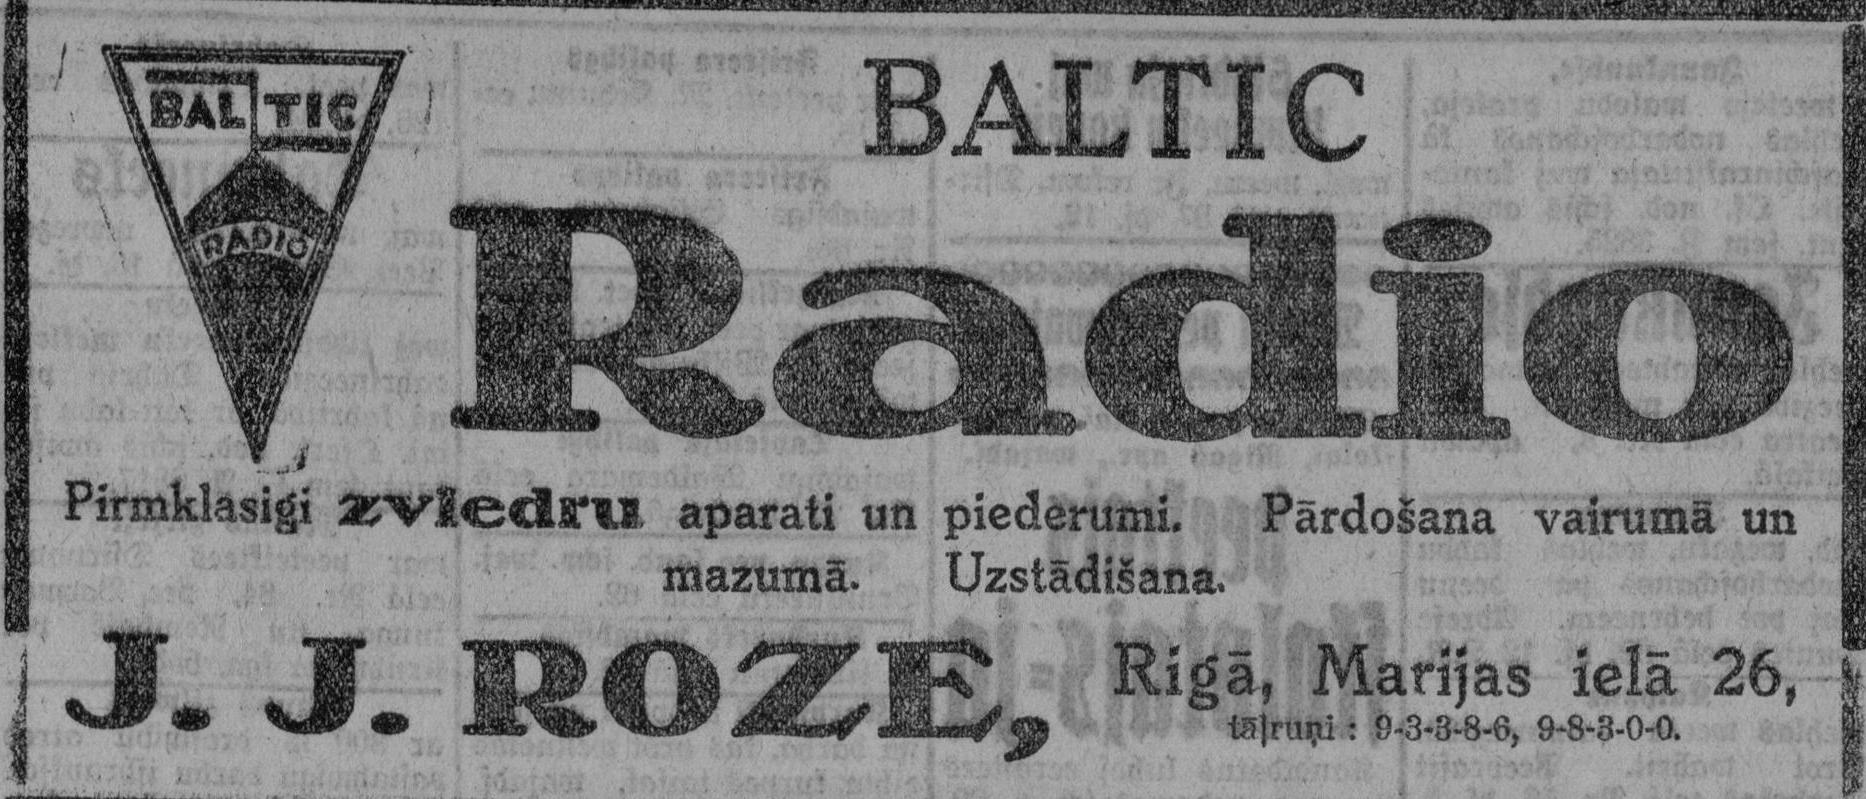 BALTIC
RADIO
BALTIC
Radio
Pirmklasigi zviedru aparati un piederumi. Pārdošana vairumā un
mazumā. Uzstādišana.
J. J. ROZE, Rigā, Marijas ielā 26,
tāļruņi : 9-3-3-8-6, 9-8-3-0-0.